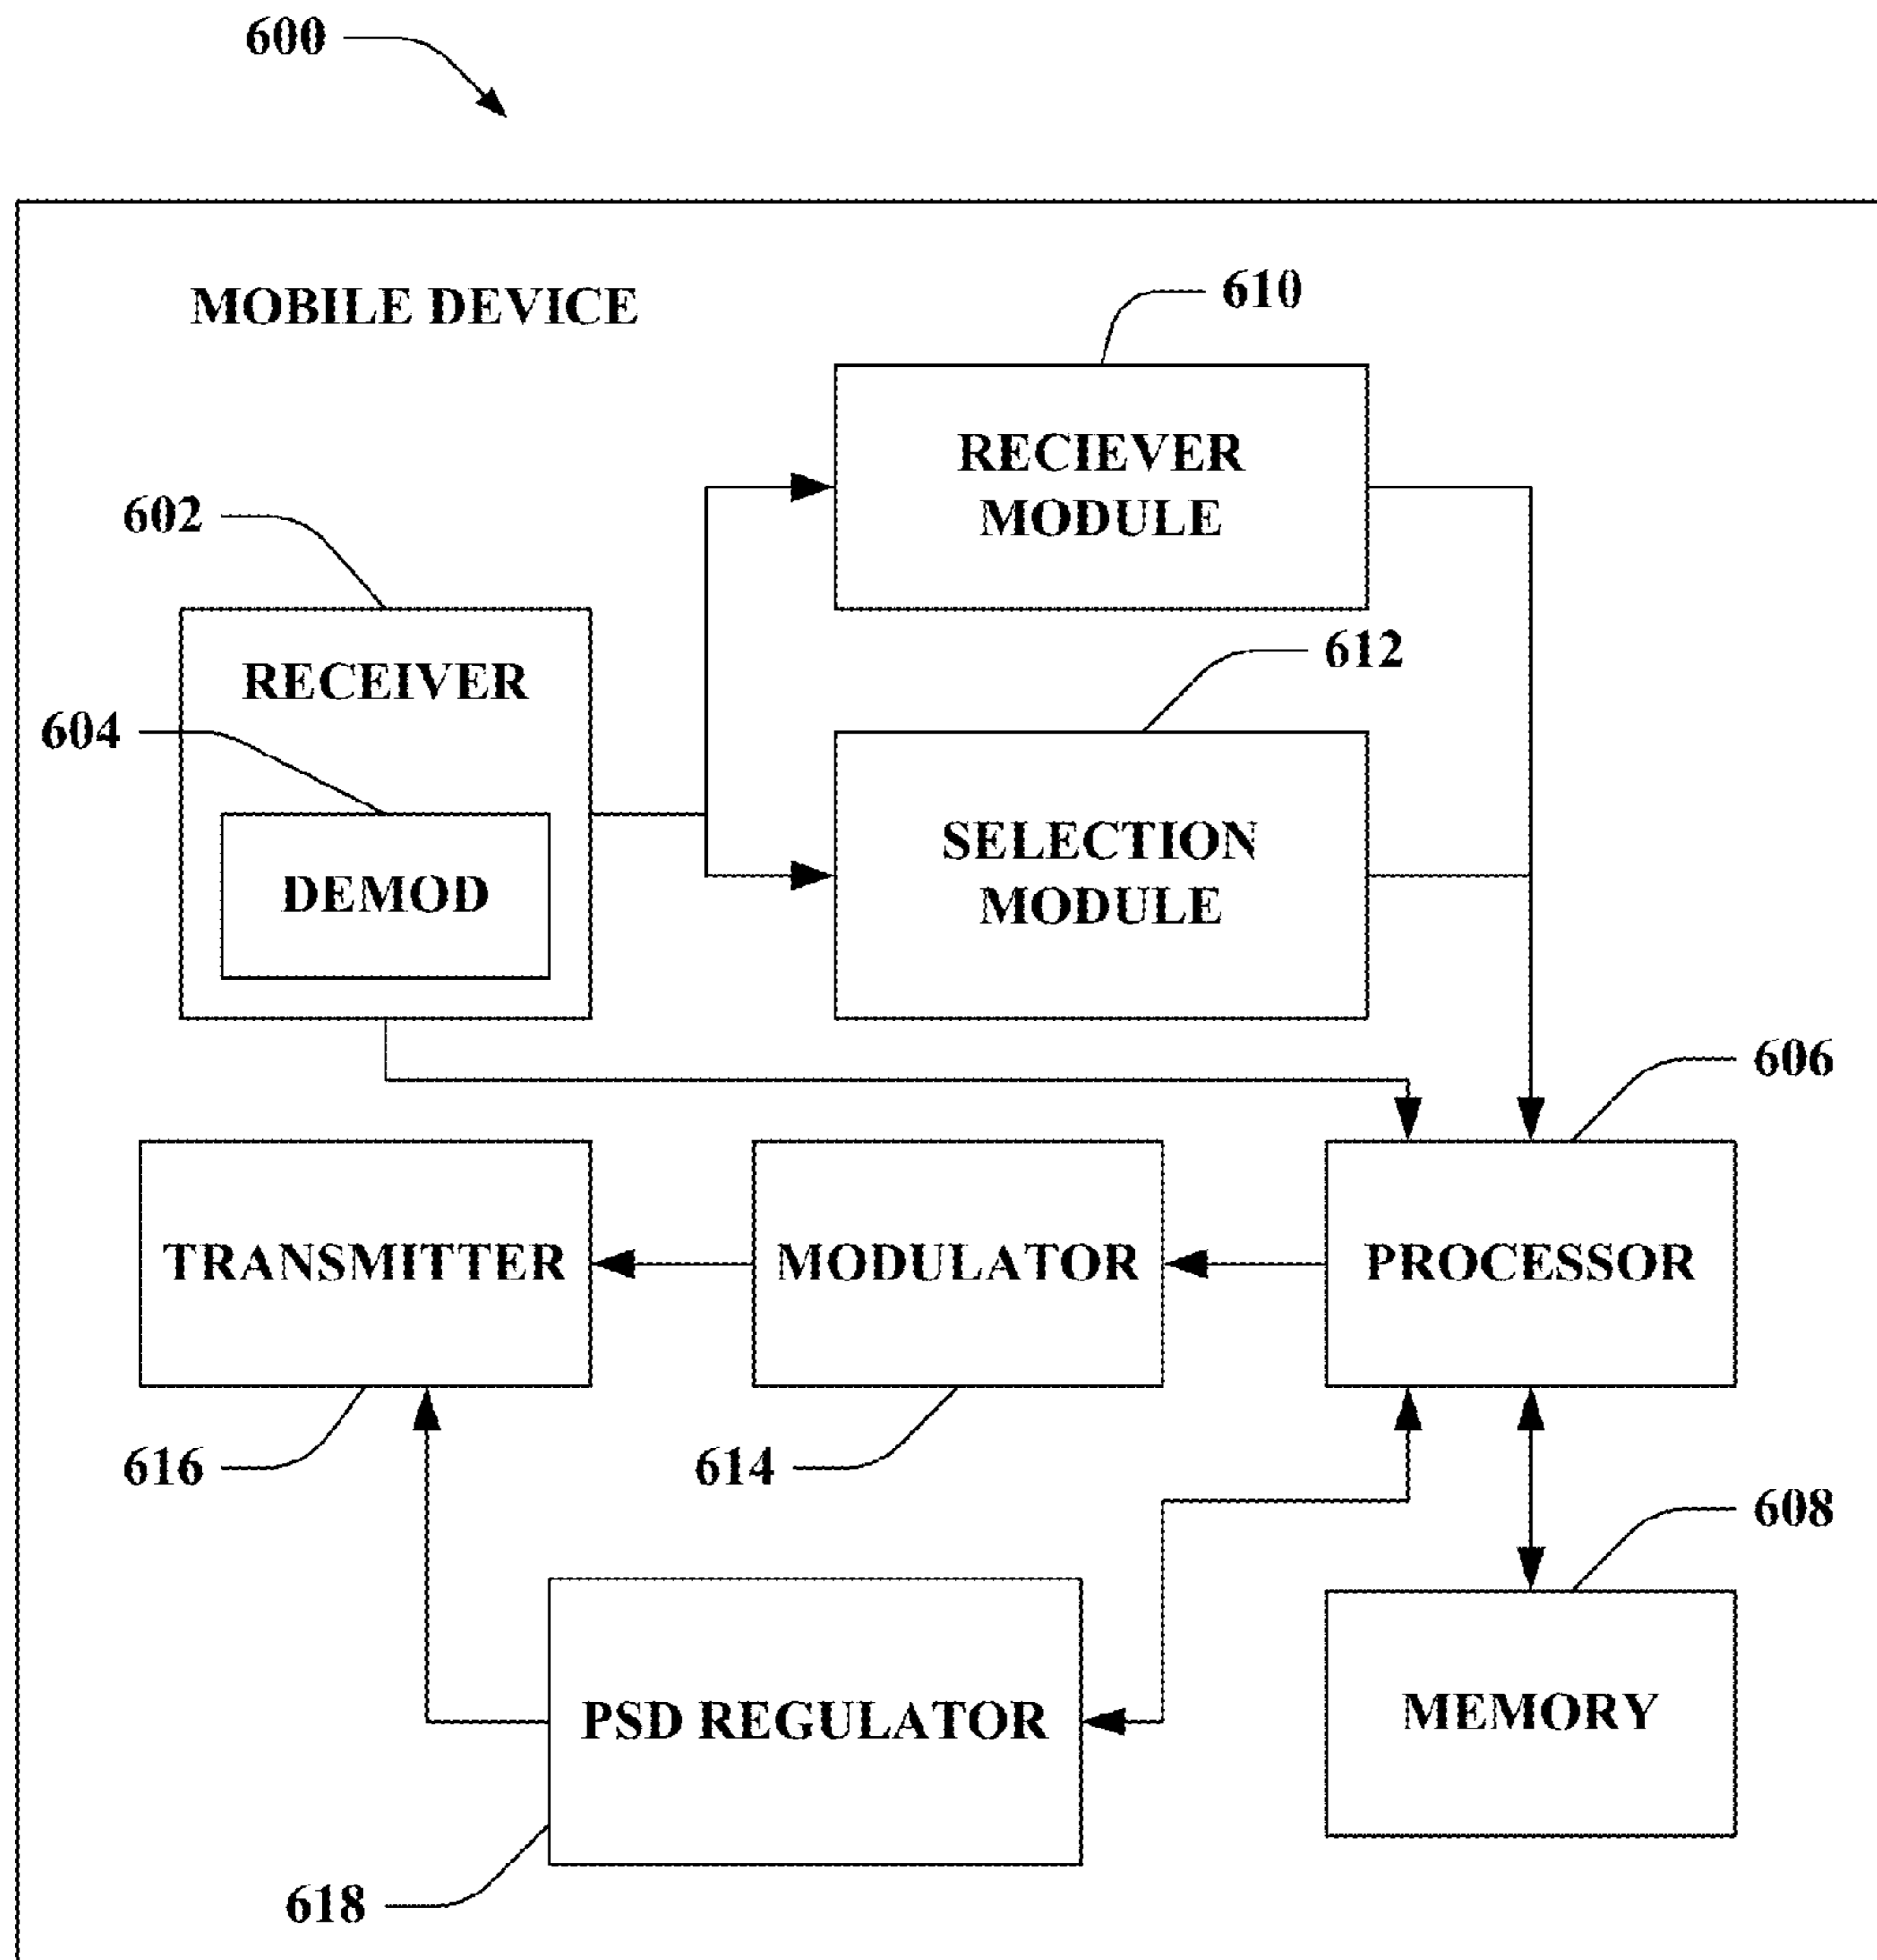 600
MOBILE DEVICE
610
RECIEVER
MODULE
602
RECEIVER
612
604
DEMOD
SELECTION
MODULE
606
TRANSMITTER
MODULATOR
PROCESSOR
616
614
608
PSD REGULATOR
MEMORY
618